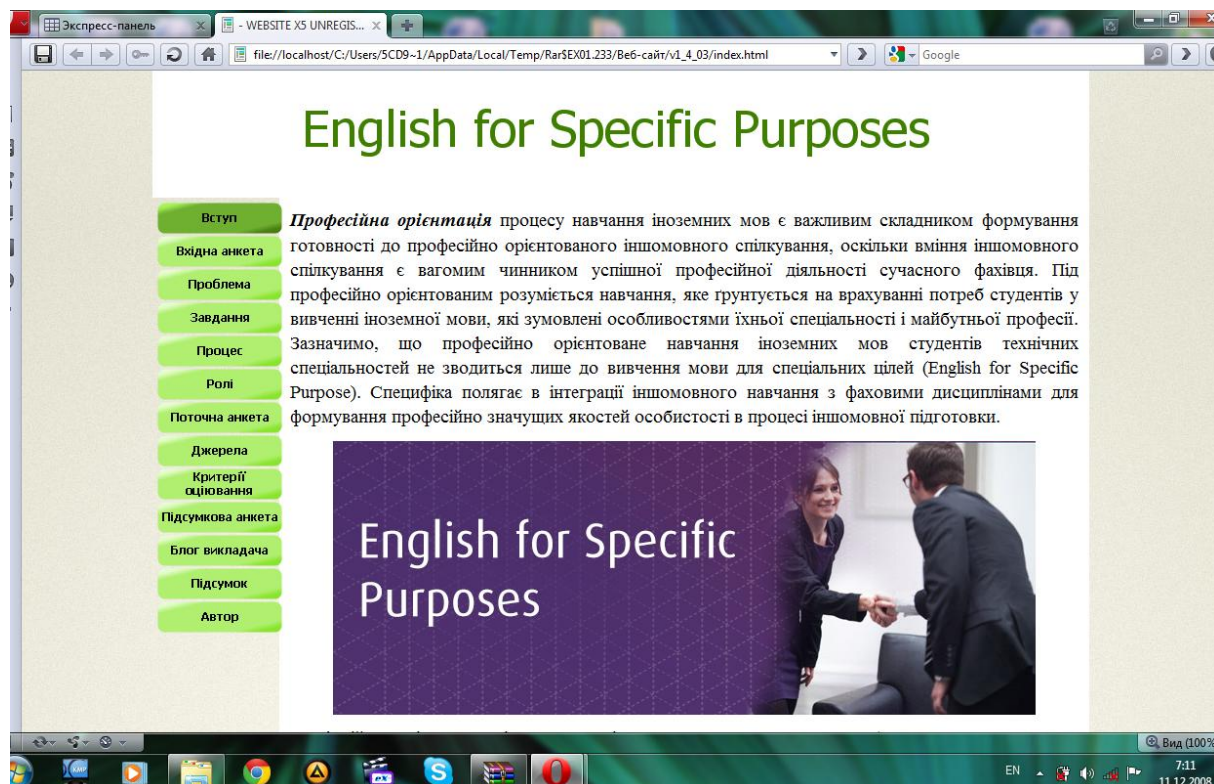 Экспресс-панель
- WEBSITE X5 UNREGIS...
file://localhost/C:/Users/5CD9~1/AppData/Local/Temp/Rar$EX01.233/Веб-сайт/v1_4_03/index.html
Google
English for Specific Purposes
Вступ
Вхідна анкета
Проблема
Завдання
Процес
Ролі
Поточна анкета
Джерела
Критерії
оціювання
Підсумкова анкета
Блог викладача
Підсумок
Автор
Професійна орієнтація процесу навчання іноземних мов є важливим складником формування
готовності до професійно орієнтованого іншомовного спілкування, оскільки вміння іншомовного
спілкування є вагомим чинником успішної професійної діяльності сучасного фахівця. Під
професійно орієнтованим розуміється навчання, яке ґрунтується на врахуванні потреб студентів у
вивченні іноземної мови, які зумовлені особливостями їхньої спеціальності і майбутньої професії.
Зазначимо, що професійно орієнтоване навчання іноземних мов студентів технічних
спеціальностей не зводиться лише до вивчення мови для спеціальних цілей (English for Specific
Purpose). Специфіка полягає в інтеграції іншомовного навчання з фаховими дисциплінами для
формування професійно значущих якостей особистості в процесі іншомовної підготовки.
English for Specific
Purposes
Вид (100%
EN
7:11
11.12.2008